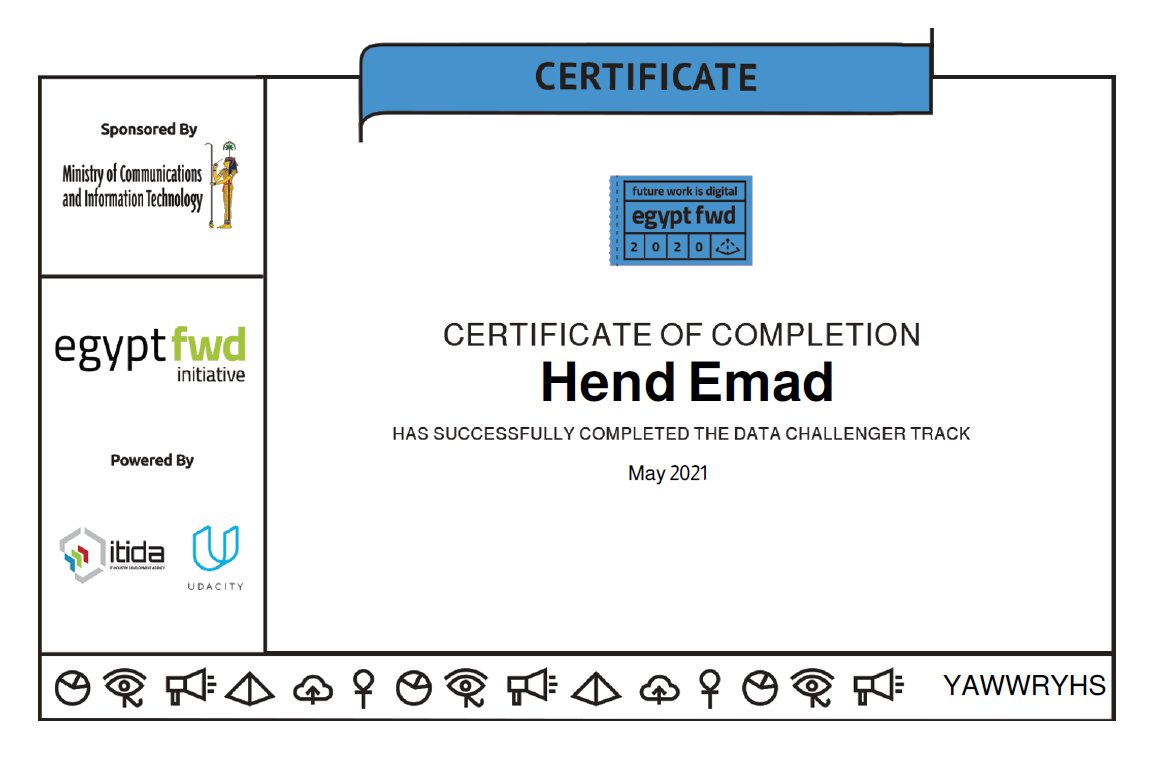 CERTIFICATE
Sponsored By
Ministry of Communications
and Information Technology
egypt fwd
initiative
Powered By
itida
IT INDUSTRY DEVELOPMENT AGENCY
UDACITY
future work is digital
egypt fwd
2 0 2 0
CERTIFICATE OF COMPLETION
Hend Emad
HAS SUCCESSFULLY COMPLETED THE DATA CHALLENGER TRACK
May 2021
YAWWRYHS